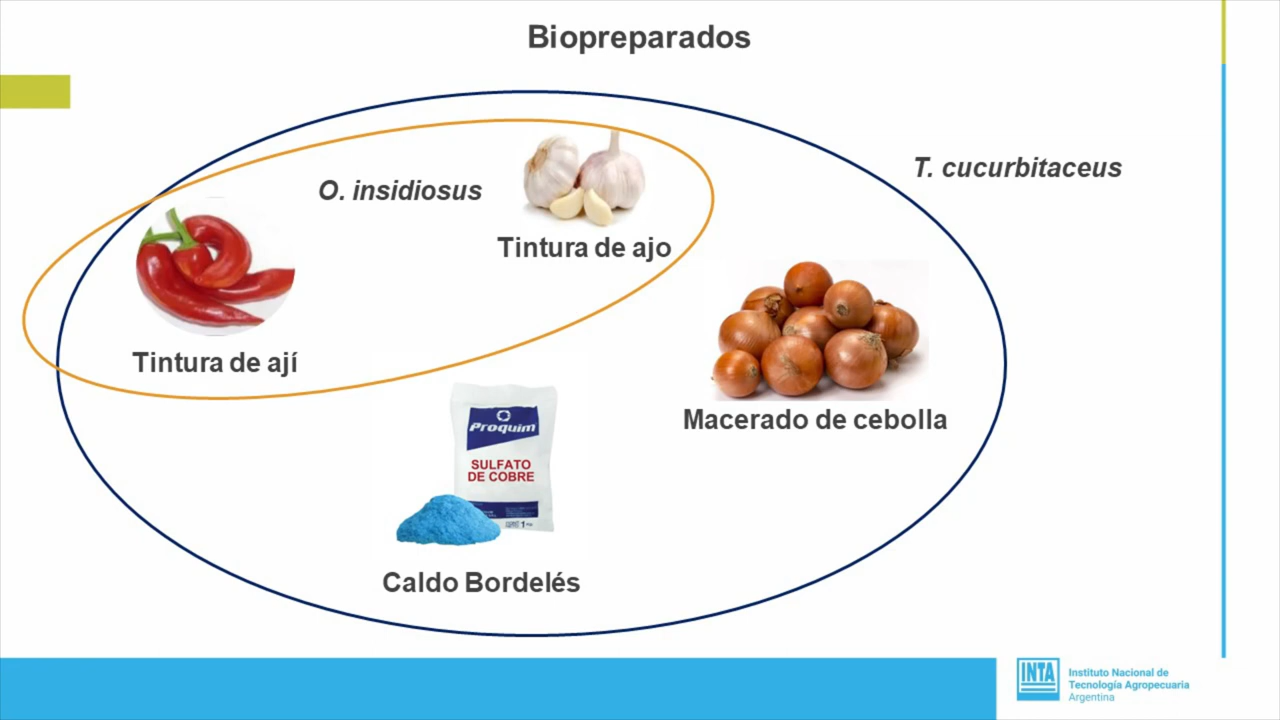 Biopreparados
T. cucurbitaceus
O. insidiosus
Tintura de ajo
Tintura de ají
Macerado de cebolla
Proquim
SULFATO
DE COBRE
Caldo Bordelés
INTA
Instituto Nacional de
Tecnología Agropecuaria
Argentina